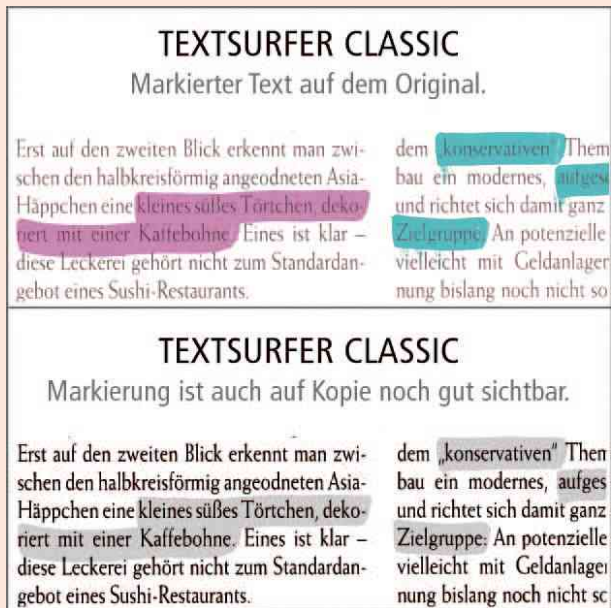 TEXTSURFER CLASSIC
Markierter Text auf dem Original.
Erst auf den zweiten Blick erkennt man zwi-
schen den halbkreisförmig angeodneten Asia-
Häppchen eine kleines süßes Törtchen, deko-
riert mit einer Kaffebohne. Eines ist klar –
diese Leckerei gehört nicht zum Standardan-
gebot eines Sushi-Restaurants.
dem „konservativen“ Them
bau ein modernes, aufges
und richtet sich damit ganz
Zielgruppe. An potenzielle
vielleicht mit Geldanlager
nung bislang noch nicht so
TEXTSURFER CLASSIC
Markierung ist auch auf Kopie noch gut sichtbar.
Erst auf den zweiten Blick erkennt man zwi-
schen den halbkreisförmig angeodneten Asia-
Häppchen eine kleines süßes Törtchen, deko-
riert mit einer Kaffebohne. Eines ist klar –
diese Leckerei gehört nicht zum Standardan-
gebot eines Sushi-Restaurants.
dem „konservativen“ Then
bau ein modernes, aufges
und richtet sich damit ganz
Zielgruppe. An potenzielle
vielleicht mit Geldanlager
nung bislang noch nicht sc